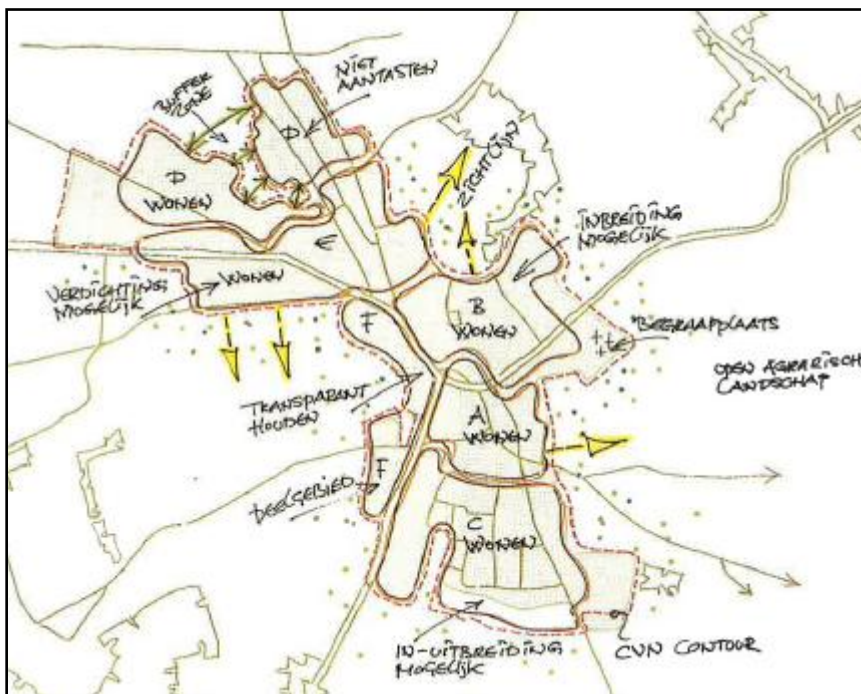 NIET
AANTASTEN
BUFFER
ZONE
D
D
WONEN
ZICHTLIJN
INBREIDING
MOGELIJK
E
WONEN
VERDICHTING
MOGELIJK
B
WONEN
F
BEGRAAFPLAATS
OPEN AGRARISCH
LANDSCHAP
TRANSPARANT
HOUDEN
A
WONEN
F
DEELGEBIED
C
WONEN
IN-UITBREIDING
MOGELIJK
CVN CONTOUR